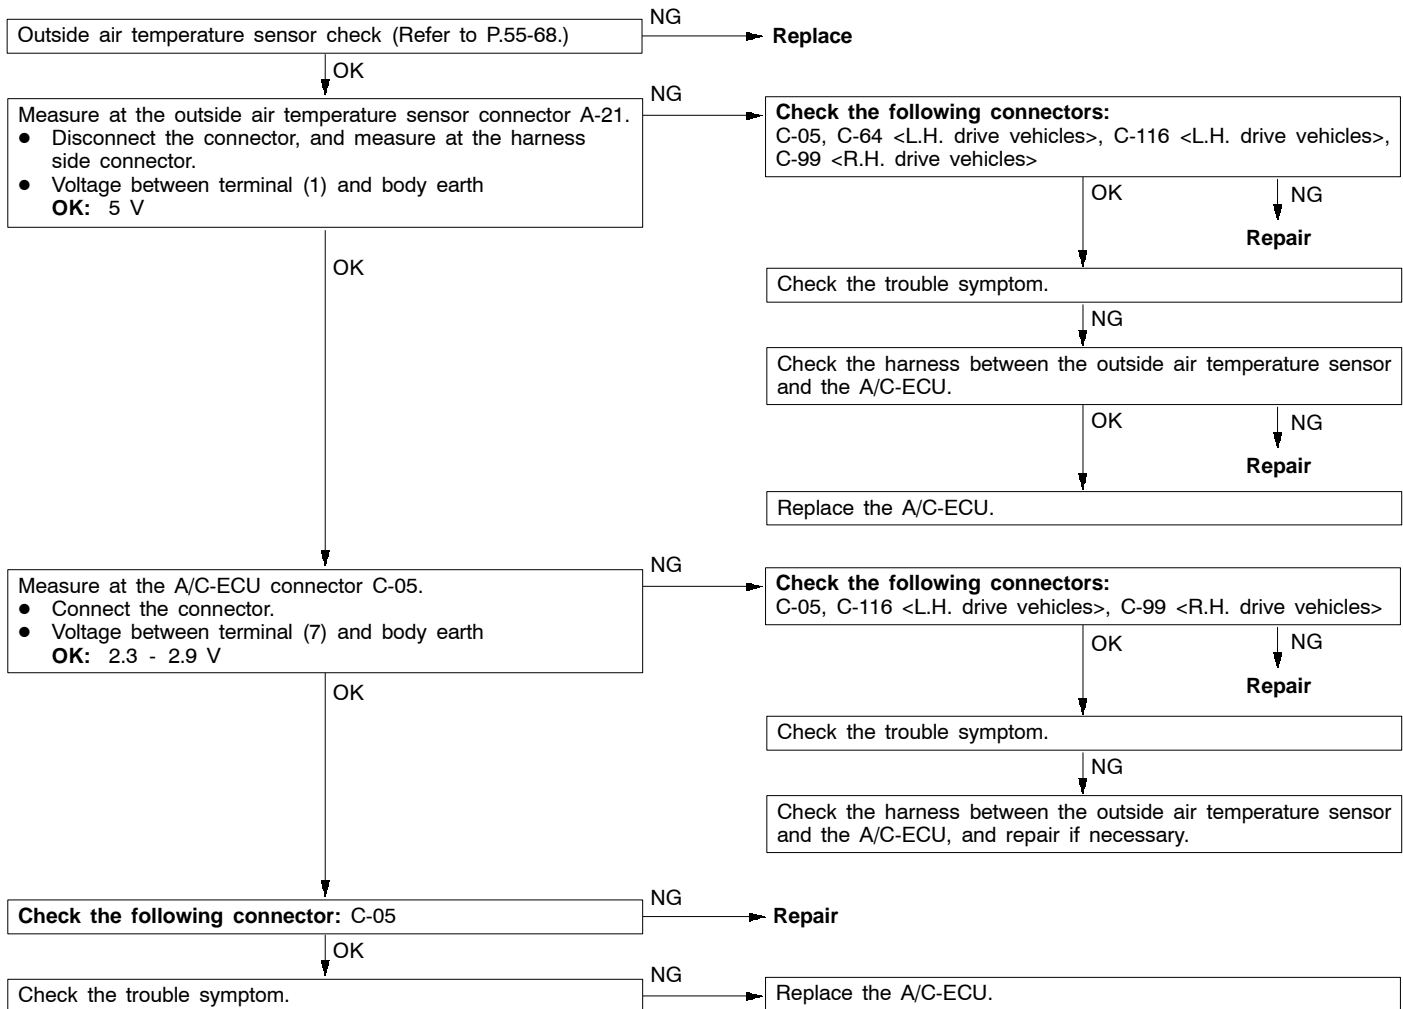 Outside air temperature sensor check (Refer to P.55-68.)
NG
Replace
OK
Measure at the outside air temperature sensor connector A-21.
● Disconnect the connector, and measure at the harness
side connector.
● Voltage between terminal (1) and body earth
OK: 5 V
NG
Check the following connectors:
C-05, C-64 <L.H. drive vehicles>, C-116 <L.H. drive vehicles>,
C-99 <R.H. drive vehicles>
OK
NG
Repair
Check the trouble symptom.
NG
Check the harness between the outside air temperature sensor
and the A/C-ECU.
OK
NG
Repair
Replace the A/C-ECU.
OK
Measure at the A/C-ECU connector C-05.
● Connect the connector.
● Voltage between terminal (7) and body earth
OK: 2.3 - 2.9 V
NG
Check the following connectors:
C-05, C-116 <L.H. drive vehicles>, C-99 <R.H. drive vehicles>
OK
NG
Repair
Check the trouble symptom.
NG
Check the harness between the outside air temperature sensor
and the A/C-ECU, and repair if necessary.
OK
Check the following connector: C-05
NG
Repair
OK
Check the trouble symptom.
NG
Replace the A/C-ECU.